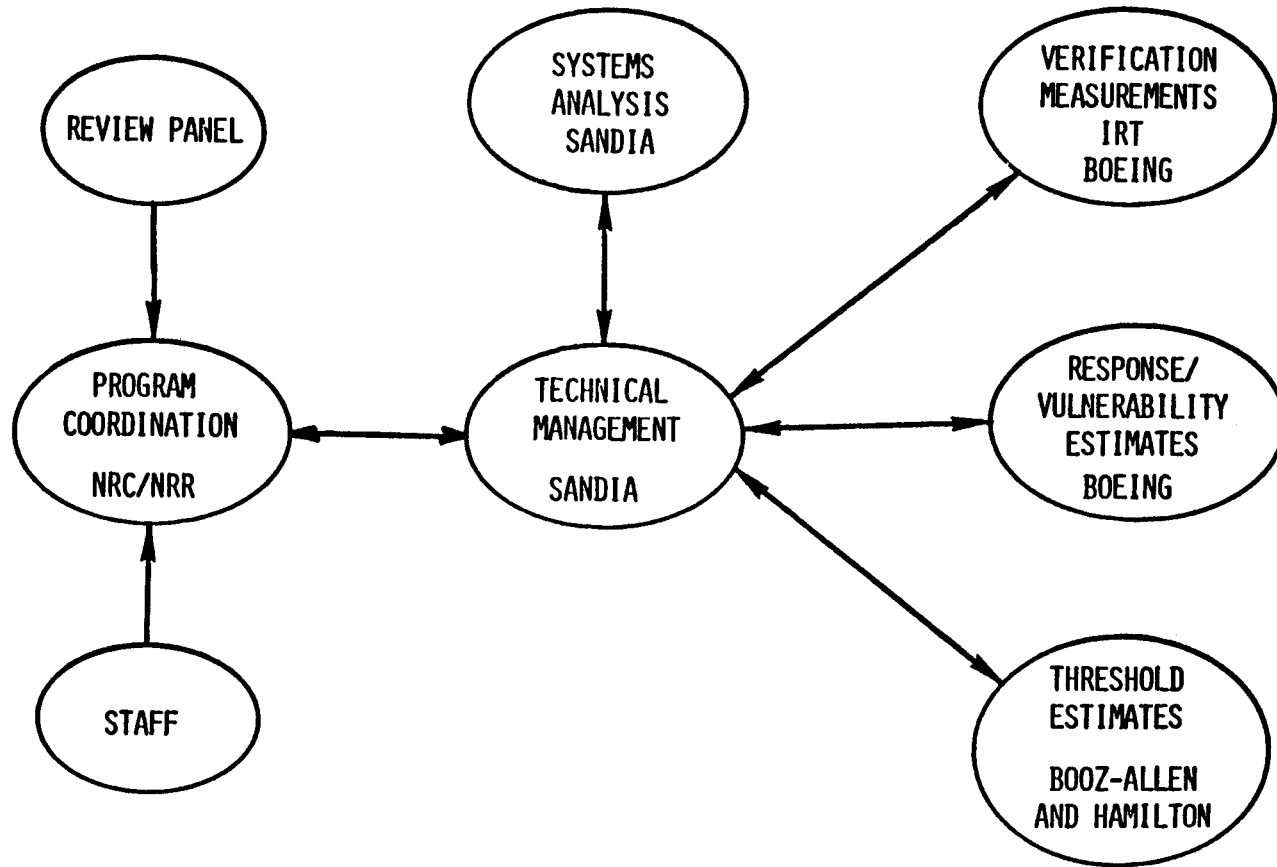 REVIEW PANEL
SYSTEMS
ANALYSIS
SANDIA
VERIFICATION
MEASUREMENTS
IRT
BOEING
PROGRAM
COORDINATION
NRC/NRR
TECHNICAL
MANAGEMENT
SANDIA
RESPONSE/
VULNERABILITY
ESTIMATES
BOEING
STAFF
THRESHOLD
ESTIMATES
BOOZ-ALLEN
AND HAMILTON